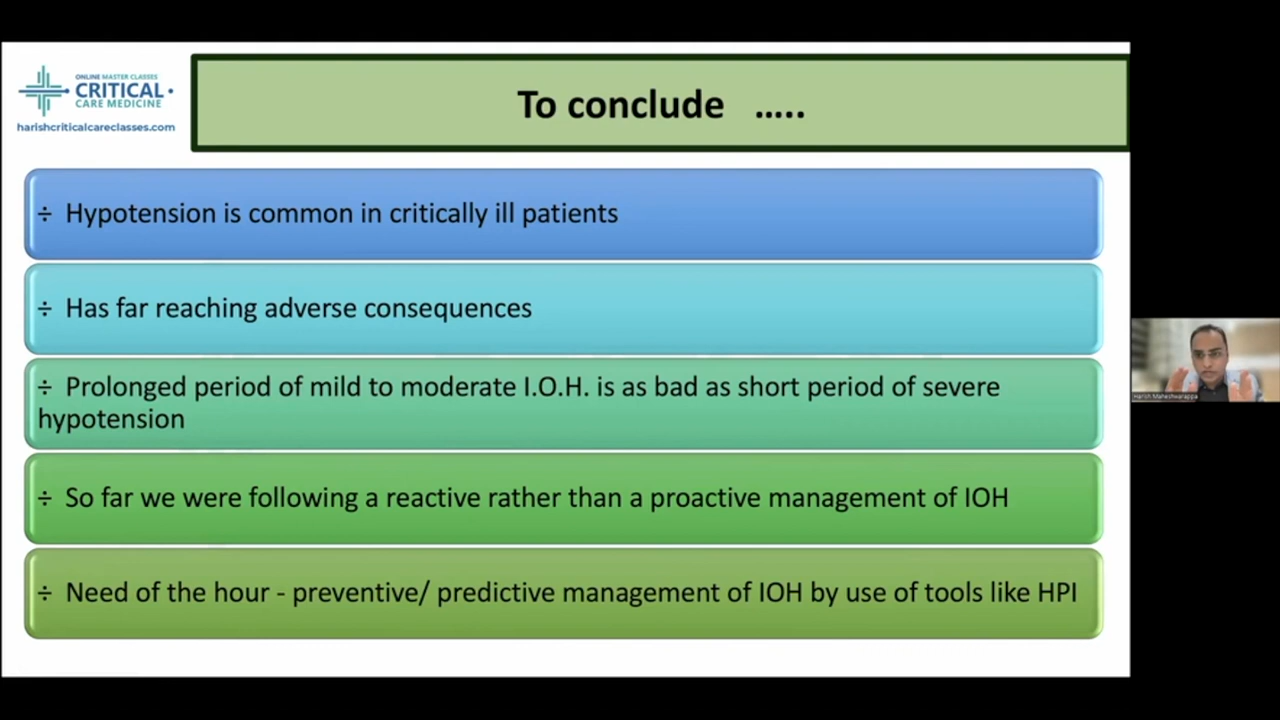 ONLINE MASTER CLASSES
CRITICAL
CARE MEDICINE
harishcriticalcareclasses.com
To conclude .....
÷ Hypotension is common in critically ill patients
÷ Has far reaching adverse consequences
÷ Prolonged period of mild to moderate I.O.H. is as bad as short period of severe
hypotension
÷ So far we were following a reactive rather than a proactive management of IOH
÷ Need of the hour - preventive/ predictive management of IOH by use of tools like HPI
Harish Maheshwarappa